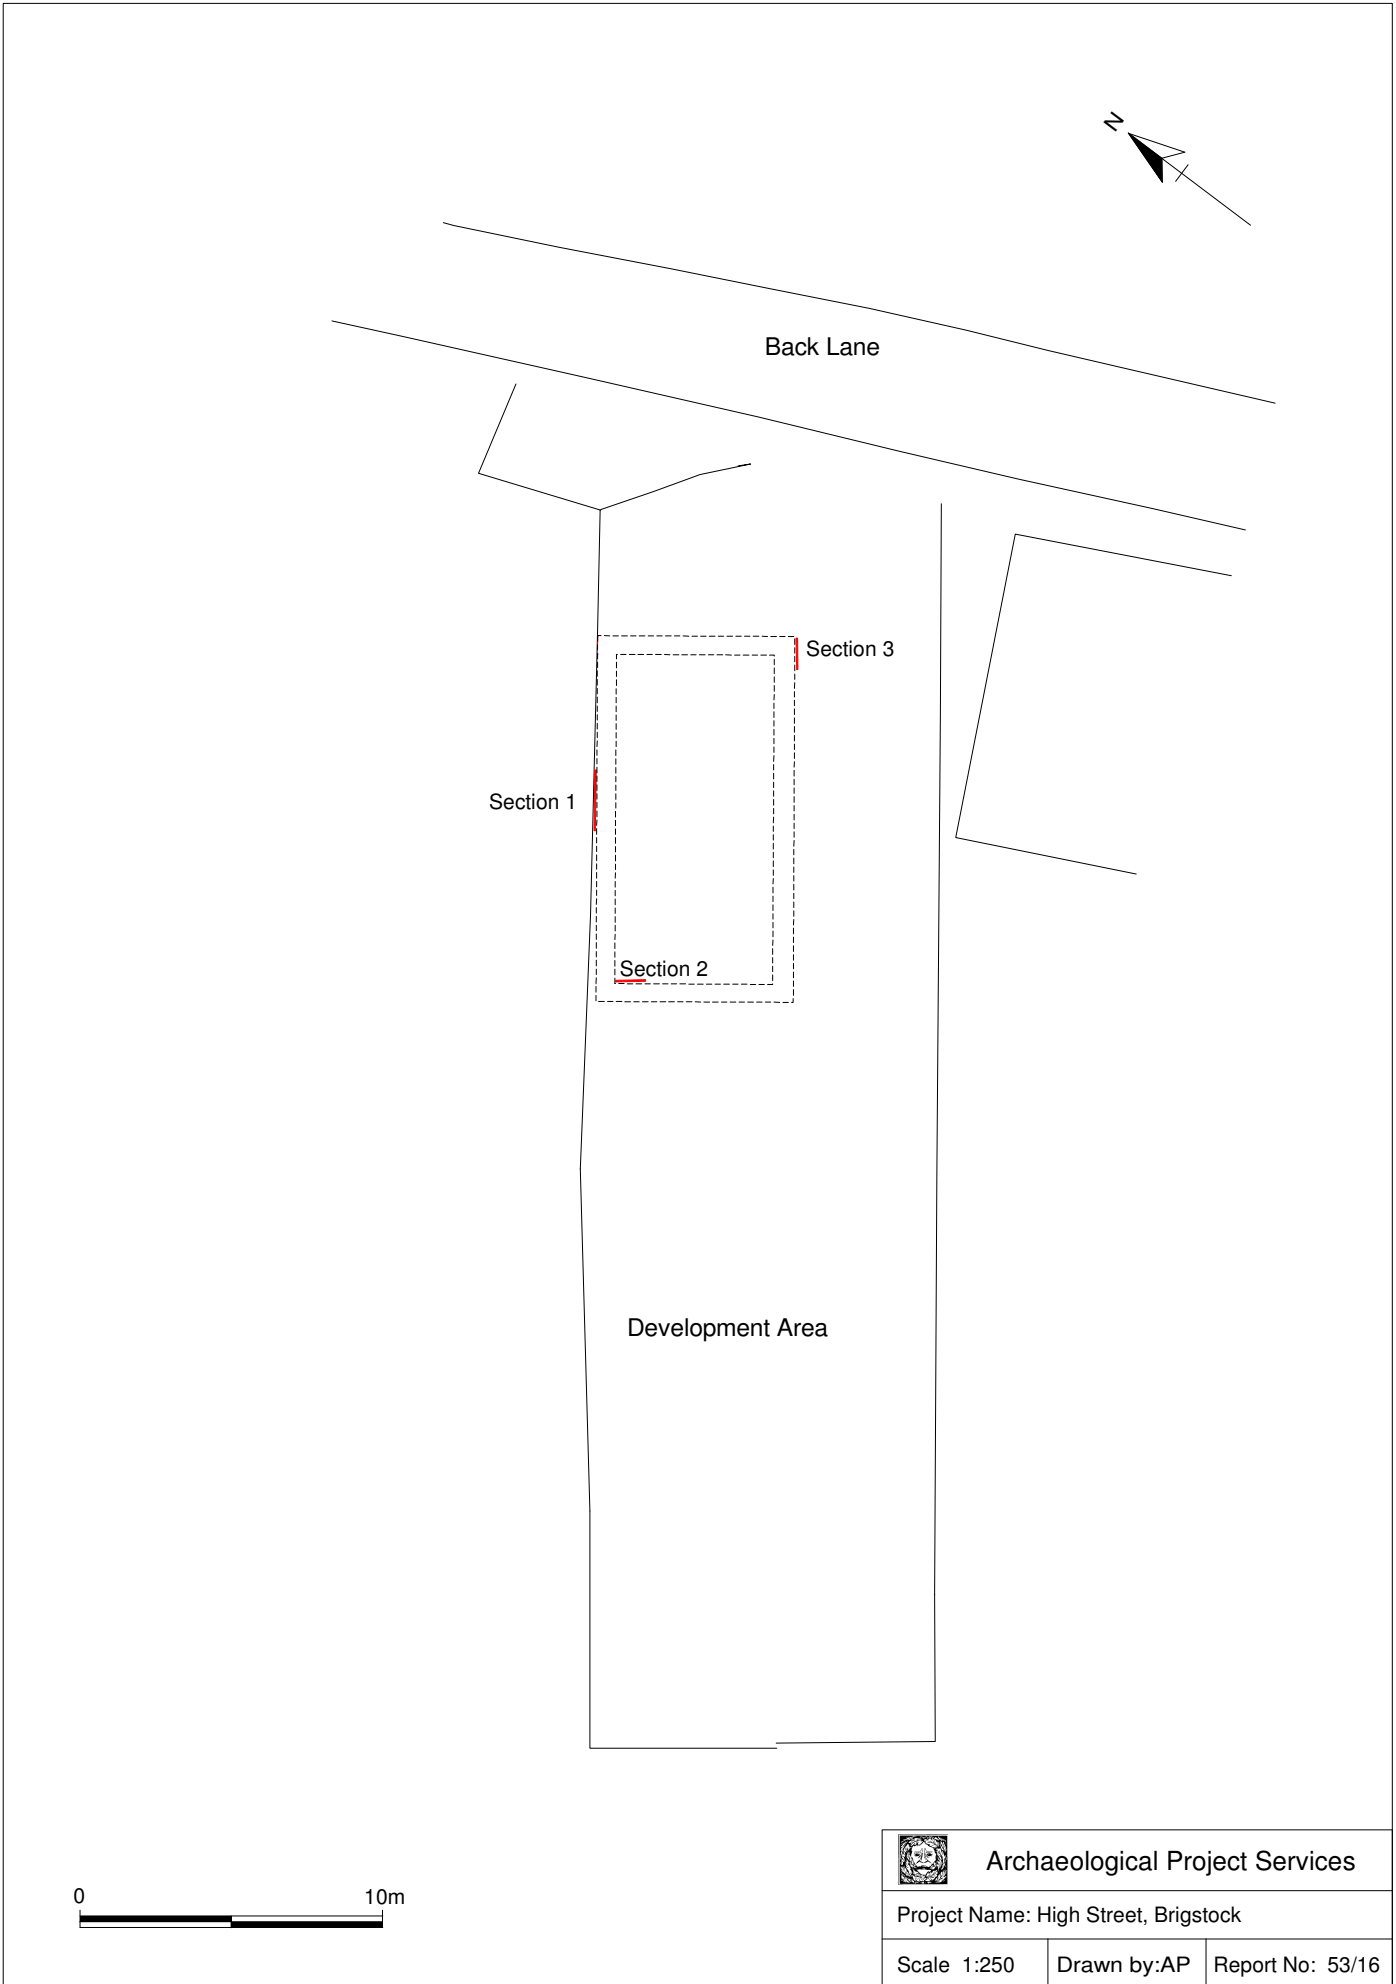 N
Back Lane
Section 3
Section 1
Section 2
Development Area
0 10m
Archaeological Project Services
Project Name: High Street, Brigstock
Scale 1:250 Drawn by:AP Report No: 53/16